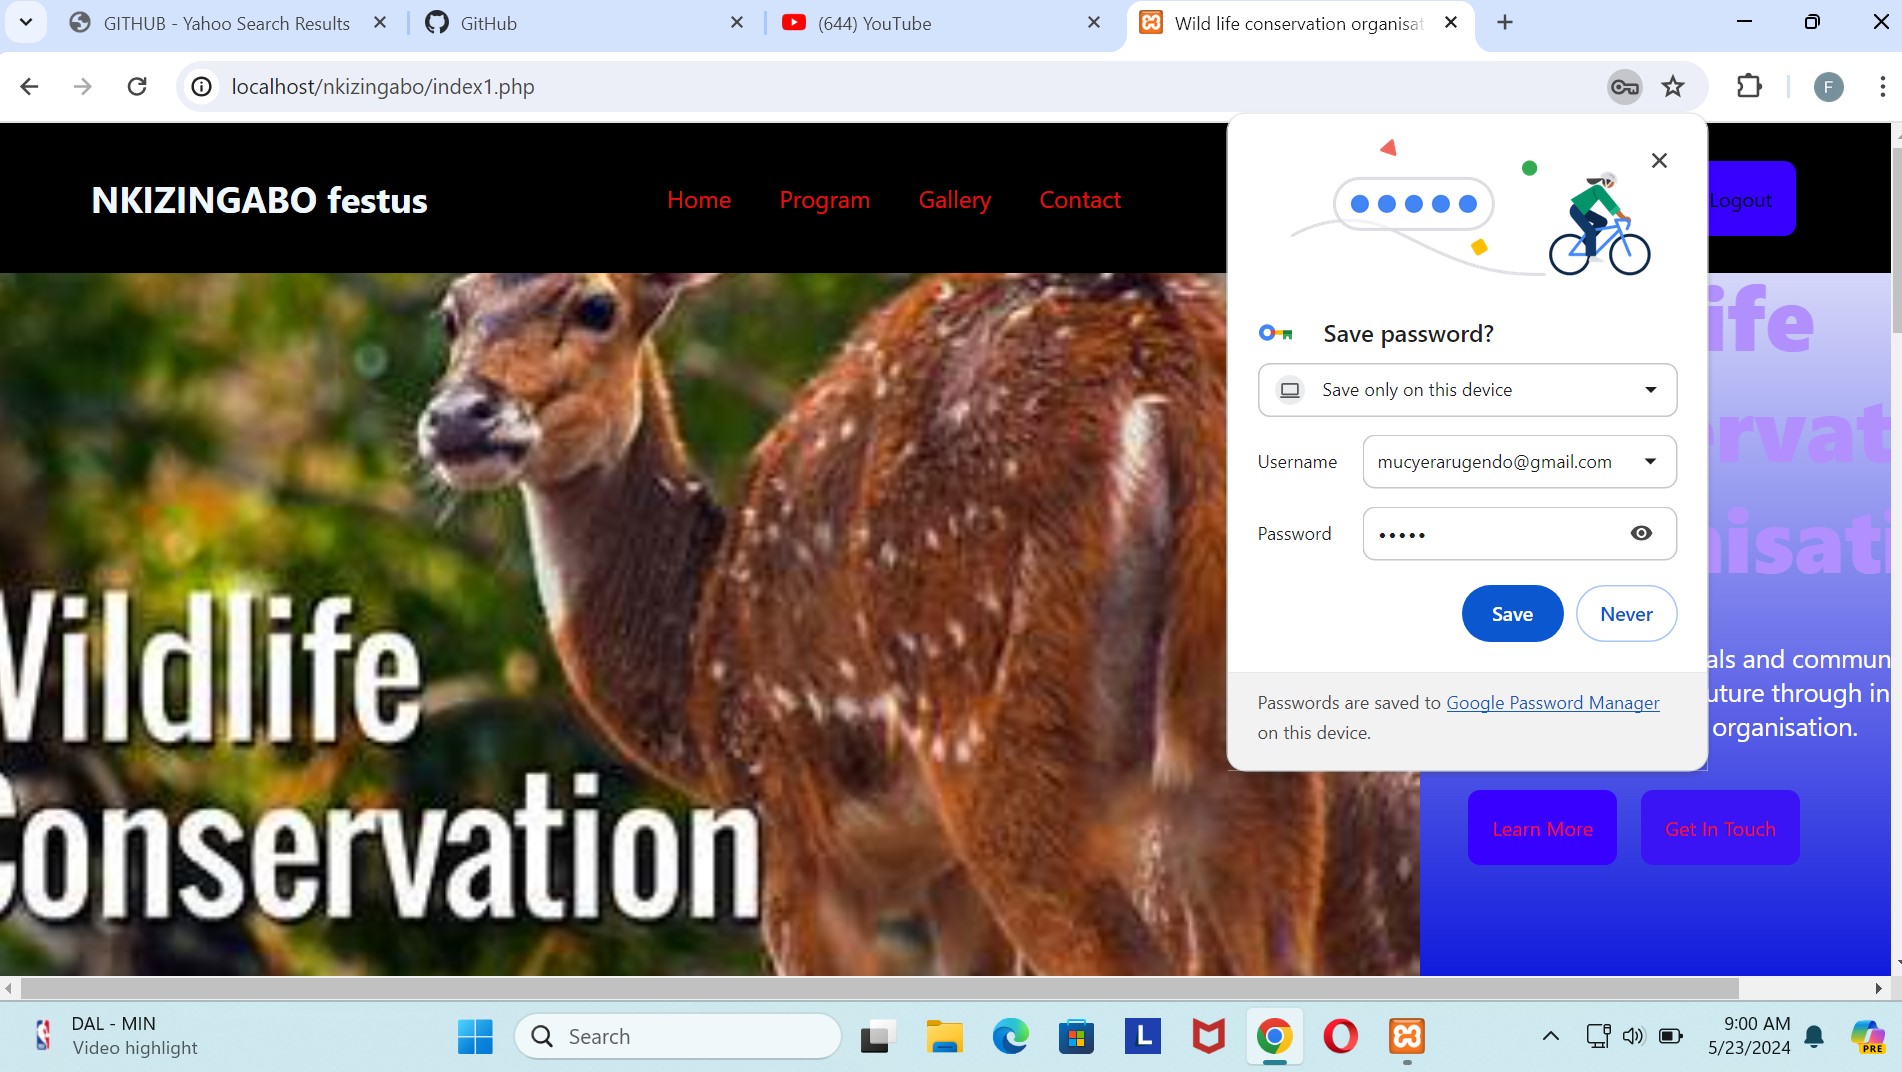 GITHUB - Yahoo Search Results
GitHub
(644) YouTube
Wild life conservation organisat
localhost/nkizingabo/index1.php
F
NKIZINGABO festus
Home
Program
Gallery
Contact
Logout
Save password?
Save only on this device
Username
mucyerarugendo@gmail.com
Password
•••••
Save
Never
Passwords are saved to Google Password Manager
on this device.
ife
rvat
nisati
als and commun
uture through in
organisation.
Learn More
Get In Touch
Wildlife
Conservation
DAL - MIN
Video highlight
Search
L
9:00 AM
5/23/2024
PRE